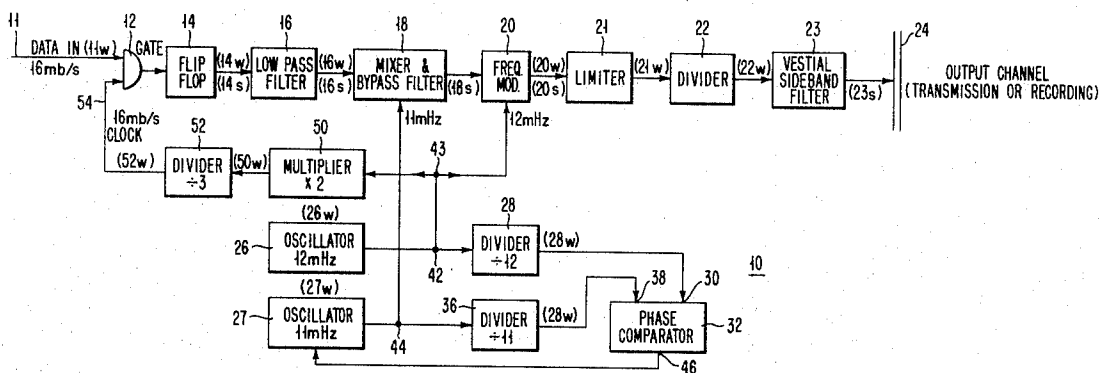 11
DATA IN (11w)
16mb/s
12
GATE
14
FLIP
FLOP
(14w)
(14s)
16
LOW PASS
FILTER
(16w)
(16s)
18
MIXER &
BYPASS FILTER
(18s)
11mHz
20
FREQ
MOD.
(20w)
(20s)
12mHz
21
LIMITER
(21w)
22
DIVIDER
(22w)
23
VESTIAL
SIDEBAND
FILTER
(23s)
24
OUTPUT CHANNEL
(TRANSMISSION OR RECORDING)
54
16mb/s
CLOCK
(52w)
52
DIVIDER
÷3
(50w)
50
MULTIPLIER
x 2
43
(26w)
26
OSCILLATOR
12mHz
42
28
DIVIDER
÷12
(28w)
10
(27w)
27
OSCILLATOR
11mHz
44
36
DIVIDER
÷11
(28w)
38
30
PHASE
COMPARATOR
32
46